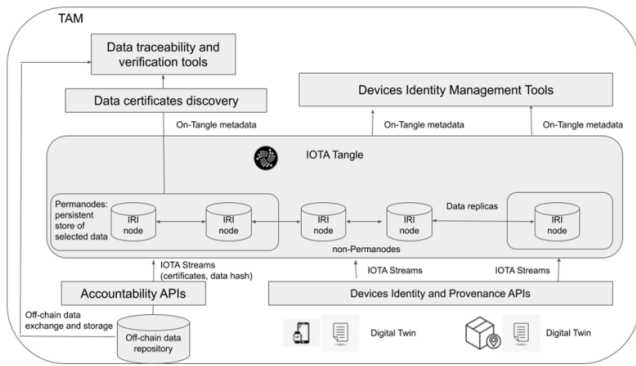 TAM
Data traceability and
verification tools
Data certificates discovery
Devices Identity Management Tools
On-Tangle metadata
On-Tangle metadata
On-Tangle metadata
IOTA Tangle
Permanodes:
persistent
store of
selected data
IRI
node
IRI
node
IRI
node
IRI
node
Data replicas
IRI
node
non-Permanodes
IOTA Streams
(certificates, data hash)
IOTA Streams
IOTA Streams
Accountability APIs
Devices Identity and Provenance APIs
Off-chain data
exchange and storage
Off-chain data
repository
Digital Twin
Digital Twin